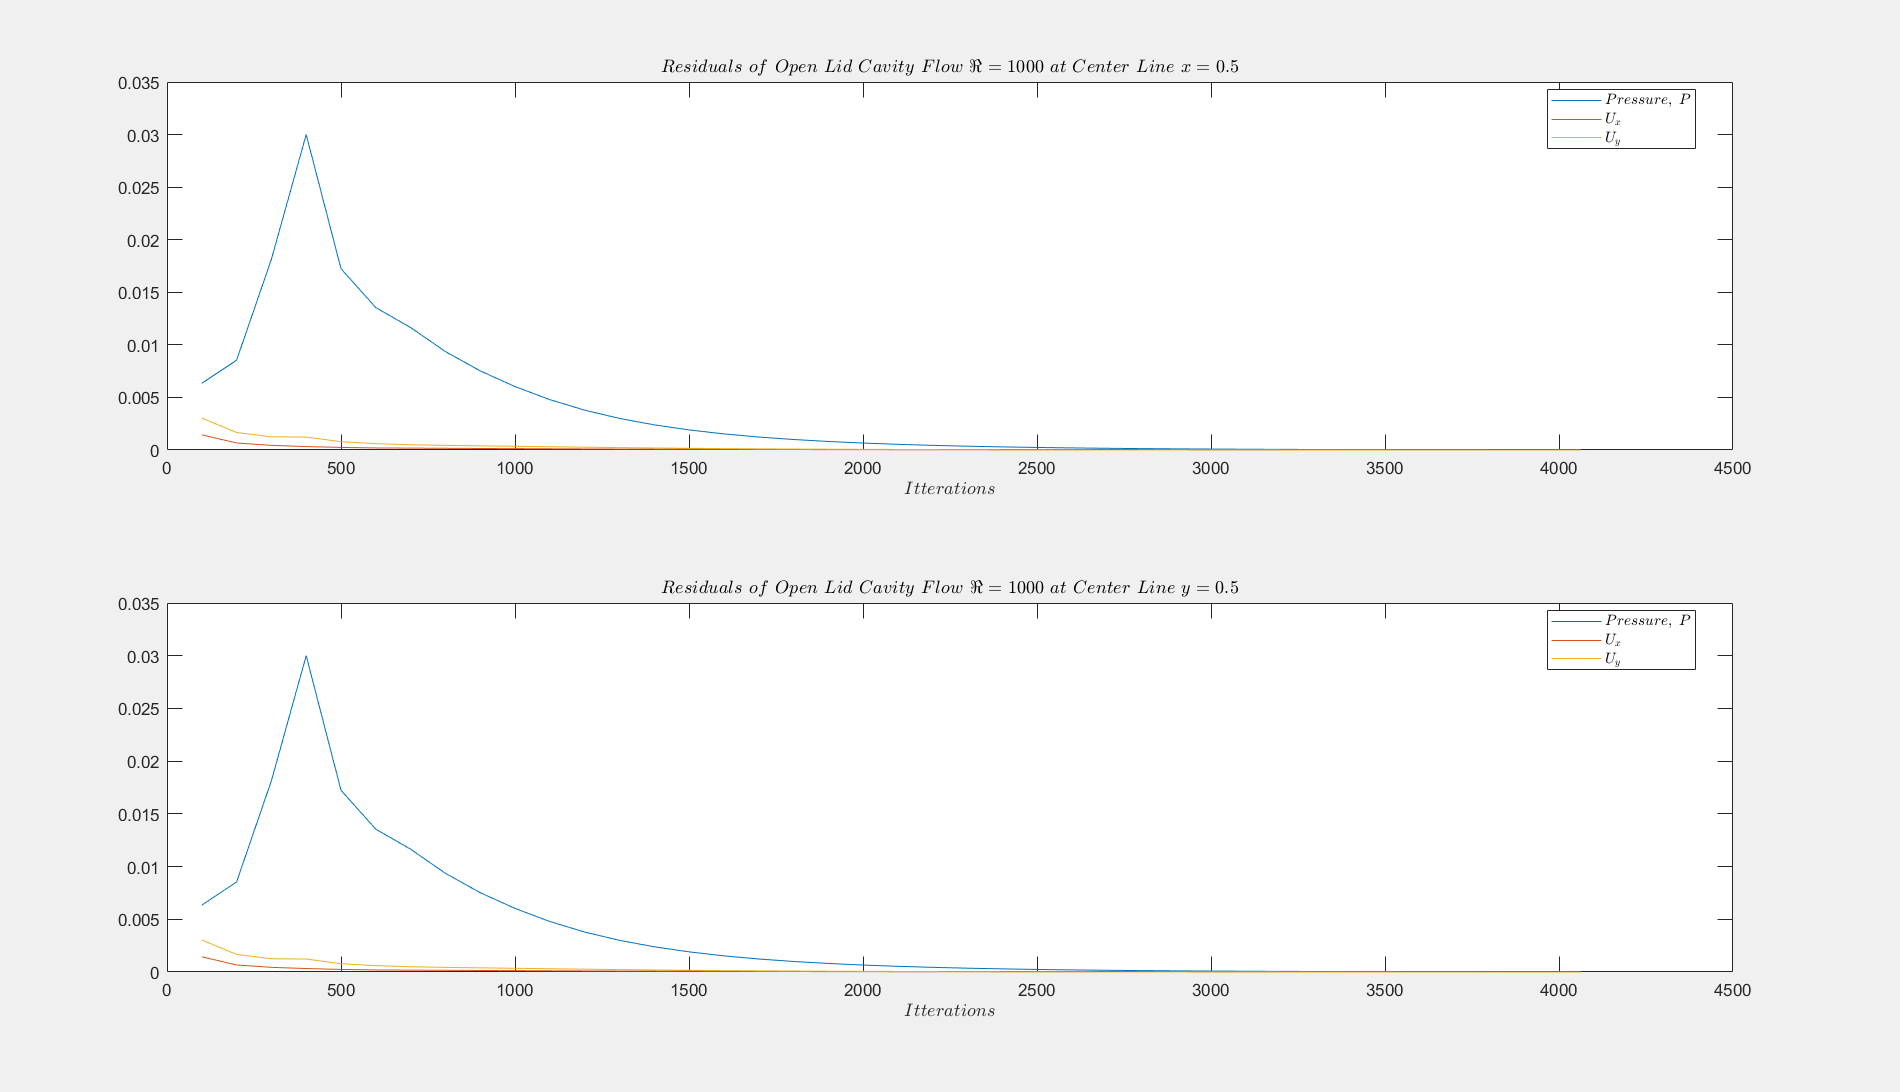 Residuals of Open Lid Cavity Flow ℜ = 1000 at Center Line x = 0.5
0.035
0.03
0.025
0.02
0.015
0.01
0.005
0
Pressure, P
U_x
U_y
0 500 1000 1500 2000 2500 3000 3500 4000 4500
Itterations
Residuals of Open Lid Cavity Flow ℜ = 1000 at Center Line y = 0.5
0.035
0.03
0.025
0.02
0.015
0.01
0.005
0
Pressure, P
U_x
U_y
0 500 1000 1500 2000 2500 3000 3500 4000 4500
Itterations